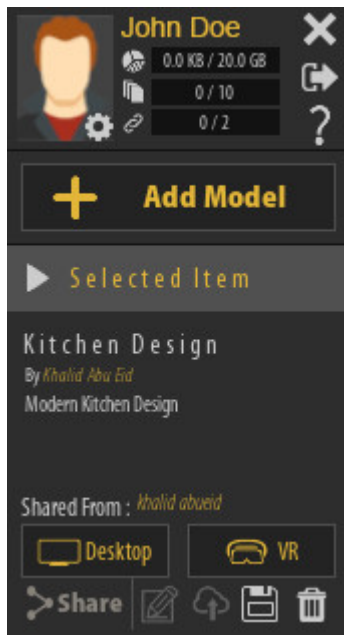 John Doe
0.0 KB / 20.0 GB
0 / 10
0 / 2
?
Add Model
Selected Item
Kitchen Design
By Khalid Abu Eid
Modern Kitchen Design
Shared From : khalid abueid
Desktop VR
Share